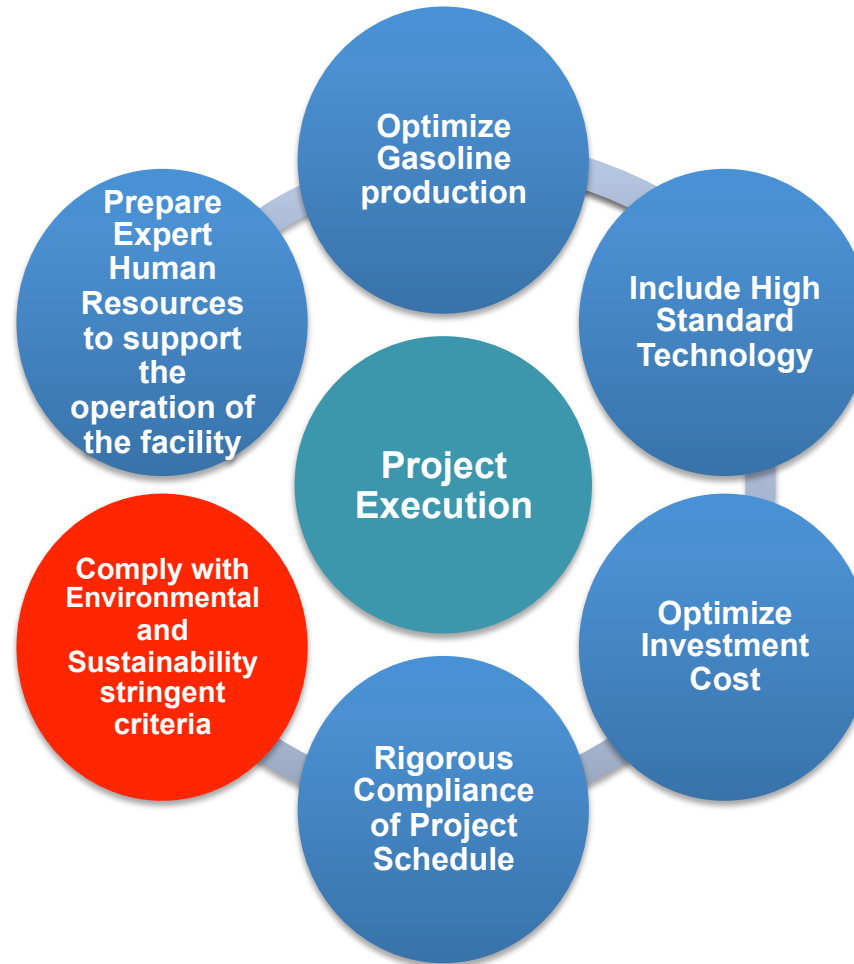 Optimize
Gasoline
production
Include High
Standard
Technology
Optimize
Investment
Cost
Rigorous
Compliance
of Project
Schedule
Comply with
Environmental
and
Sustainability
stringent
criteria
Prepare
Expert
Human
Resources
to support
the
operation of
the facility
Project
Execution